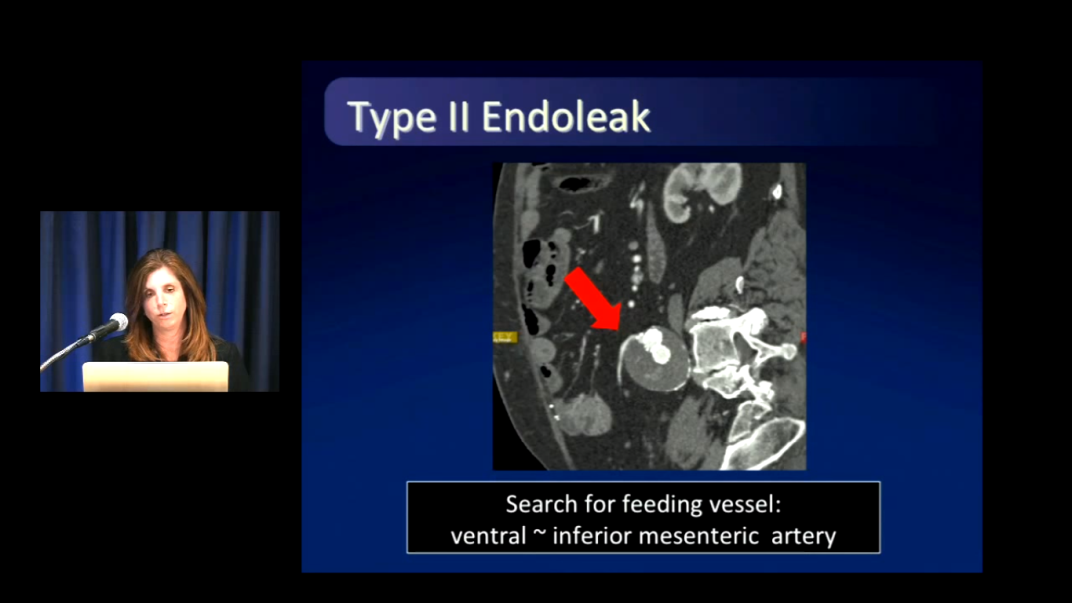 Type II Endoleak
Search for feeding vessel:
ventral ~ inferior mesenteric artery